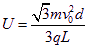 U = √3mv₀²d / 3qL